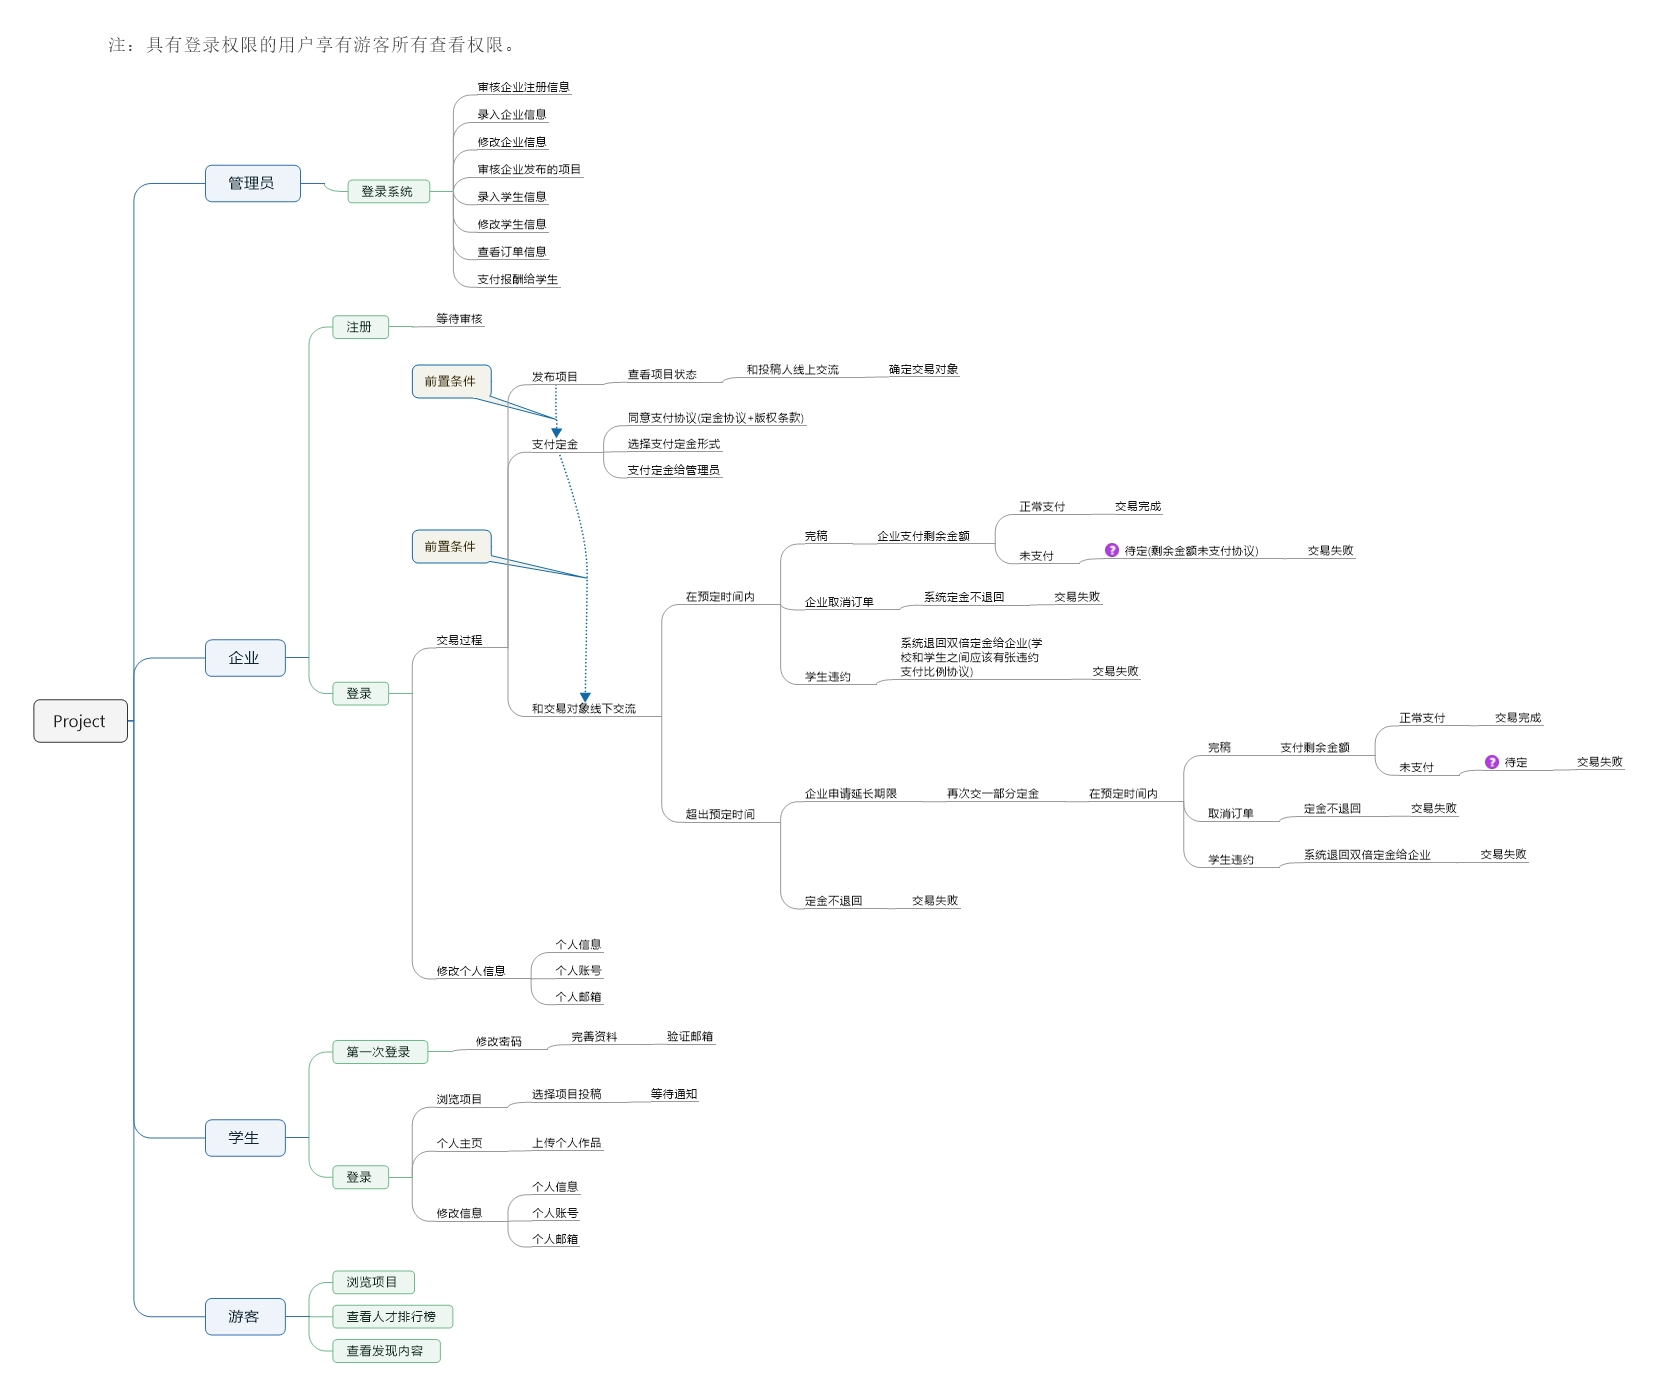 注：具有登录权限的用户享有游客所有查看权限。
Project
管理员
登录系统
审核企业注册信息
录入企业信息
修改企业信息
审核企业发布的项目
录入学生信息
修改学生信息
查看订单信息
支付报酬给学生
企业
注册
等待审核
登录
交易过程
前置条件
发布项目
查看项目状态
和投稿人线上交流
确定交易对象
支付定金
同意支付协议(定金协议+版权条款)
选择支付定金形式
支付定金给管理员
前置条件
和交易对象线下交流
在预定时间内
完稿
企业支付剩余金额
正常支付
交易完成
未支付
? 待定(剩余金额未支付协议)
交易失败
企业取消订单
系统定金不退回
交易失败
学生违约
系统退回双倍定金给企业(学
校和学生之间应该有张违约
支付比例协议)
交易失败
超出预定时间
企业申请延长期限
再次交一部分定金
在预定时间内
完稿
支付剩余金额
正常支付
交易完成
未支付
? 待定
交易失败
取消订单
定金不退回
交易失败
学生违约
系统退回双倍定金给企业
交易失败
定金不退回
交易失败
修改个人信息
个人信息
个人账号
个人邮箱
学生
第一次登录
修改密码
完善资料
验证邮箱
登录
浏览项目
选择项目投稿
等待通知
个人主页
上传个人作品
修改信息
个人信息
个人账号
个人邮箱
游客
浏览项目
查看人才排行榜
查看发现内容